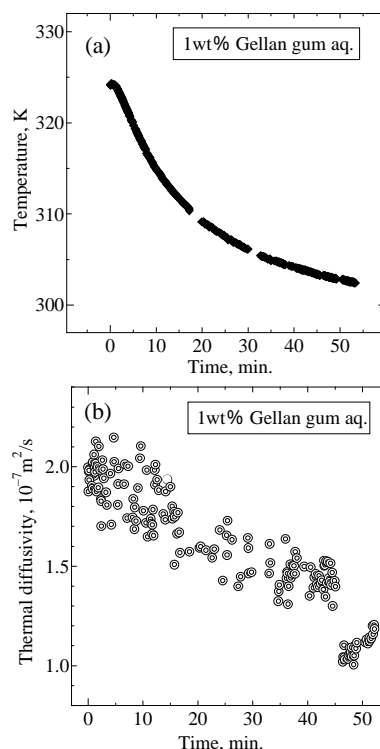 (a)
1wt% Gellan gum aq.
Temperature, K
330
320
310
300
0 10 20 30 40 50
Time, min.
(b)
1wt% Gellan gum aq.
Thermal diffusivity, 10⁻⁷m²/s
2.0
1.5
1.0
0 10 20 30 40 50
Time, min.